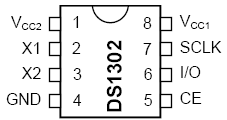 VCC2 1 8 VCC1
X1 2 7 SCLK
X2 3 6 I/O
GND 4 5 CE
DS1302